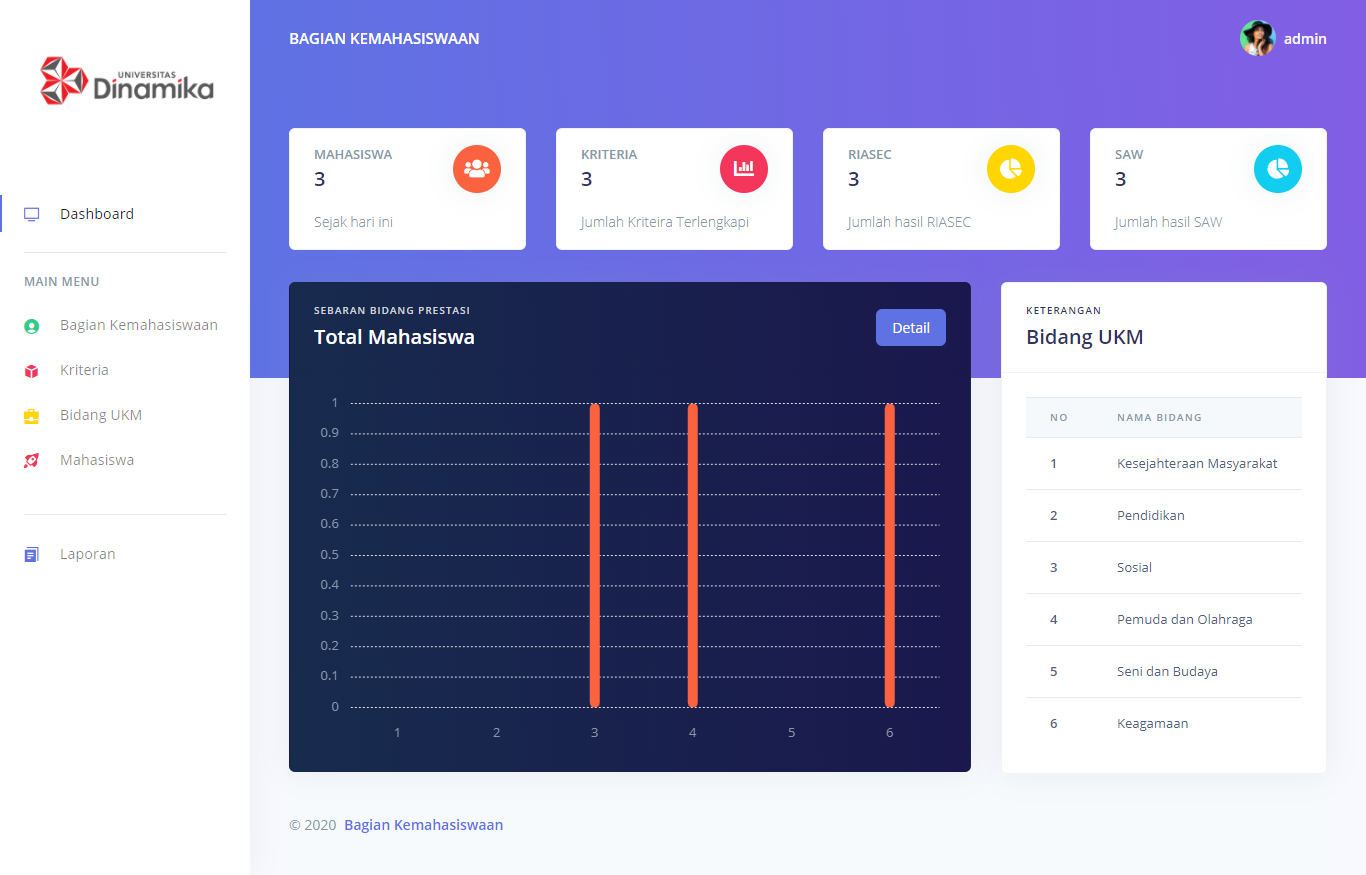 UNIVERSITAS
Dinamika
Dashboard
MAIN MENU
Bagian Kemahasiswaan
Kriteria
Bidang UKM
Mahasiswa
Laporan
BAGIAN KEMAHASISWAAN
admin
MAHASISWA
3
Sejak hari ini
KRITERIA
3
Jumlah Kriteira Terlengkapi
RIASEC
3
Jumlah hasil RIASEC
SAW
3
Jumlah hasil SAW
SEBARAN BIDANG PRESTASI
Total Mahasiswa
Detail
1
0.9
0.8
0.7
0.6
0.5
0.4
0.3
0.2
0.1
0
1 2 3 4 5 6
KETERANGAN
Bidang UKM
NO NAMA BIDANG
1 Kesejahteraan Masyarakat
2 Pendidikan
3 Sosial
4 Pemuda dan Olahraga
5 Seni dan Budaya
6 Keagamaan
© 2020 Bagian Kemahasiswaan